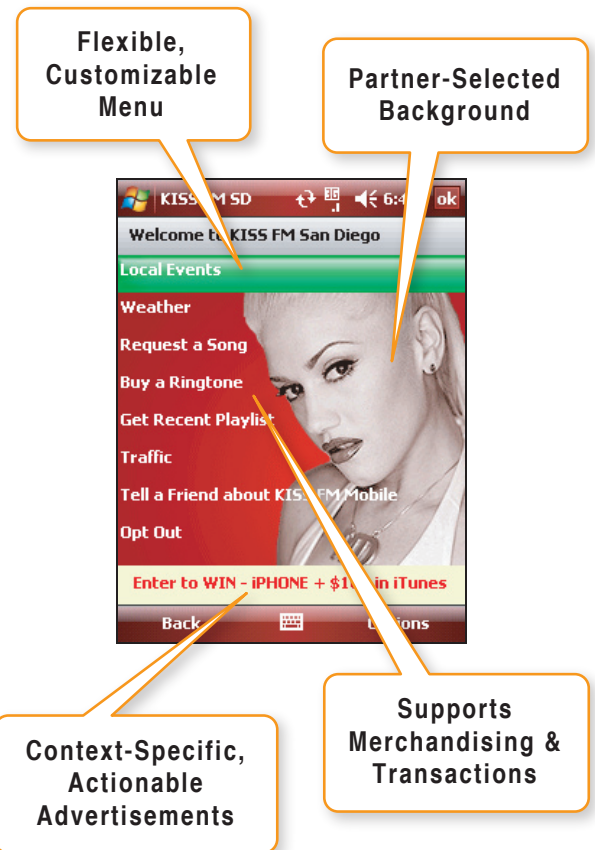 Flexible,
Customizable
Menu
Partner-Selected
Background
SD
ok
Welcome to KISS FM San Diego
Local Events
Weather
Request a Song
Buy a Ringtone
Get Recent Playlist
Traffic
Tell a Friend about KISS FM Mobile
Opt Out
Enter to WIN - iPHONE + in iTunes
Back
Context-Specific,
Actionable
Advertisements
Supports
Merchandising &
Transactions